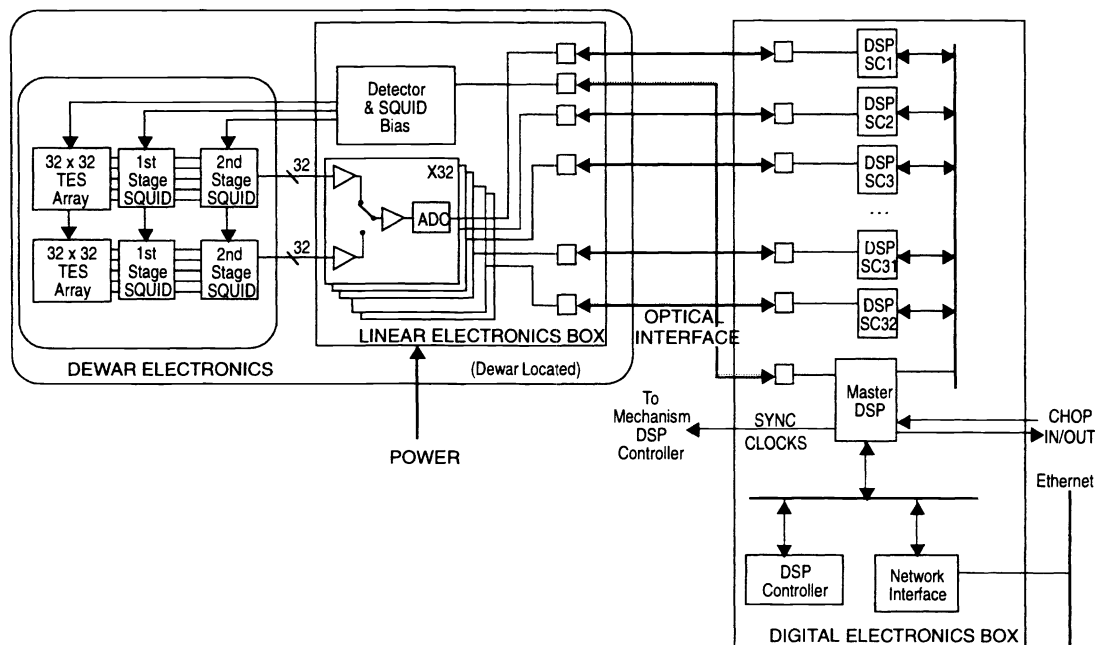 DSP
SC1
Detector
& SQUID
Bias
DSP
SC2
32 x 32
TES
Array
1st
Stage
SQUID
2nd
Stage
SQUID
32
X32
ADC
DSP
SC3
...
32 x 32
TES
Array
1st
Stage
SQUID
2nd
Stage
SQUID
32
DSP
SC31
DSP
SC32
LINEAR ELECTRONICS BOX
OPTICAL
INTERFACE
DEWAR ELECTRONICS
(Dewar Located)
Master
DSP
To
Mechanism
DSP
Controller
SYNC
CLOCKS
CHOP
IN/OUT
POWER
Ethernet
DSP
Controller
Network
Interface
DIGITAL ELECTRONICS BOX